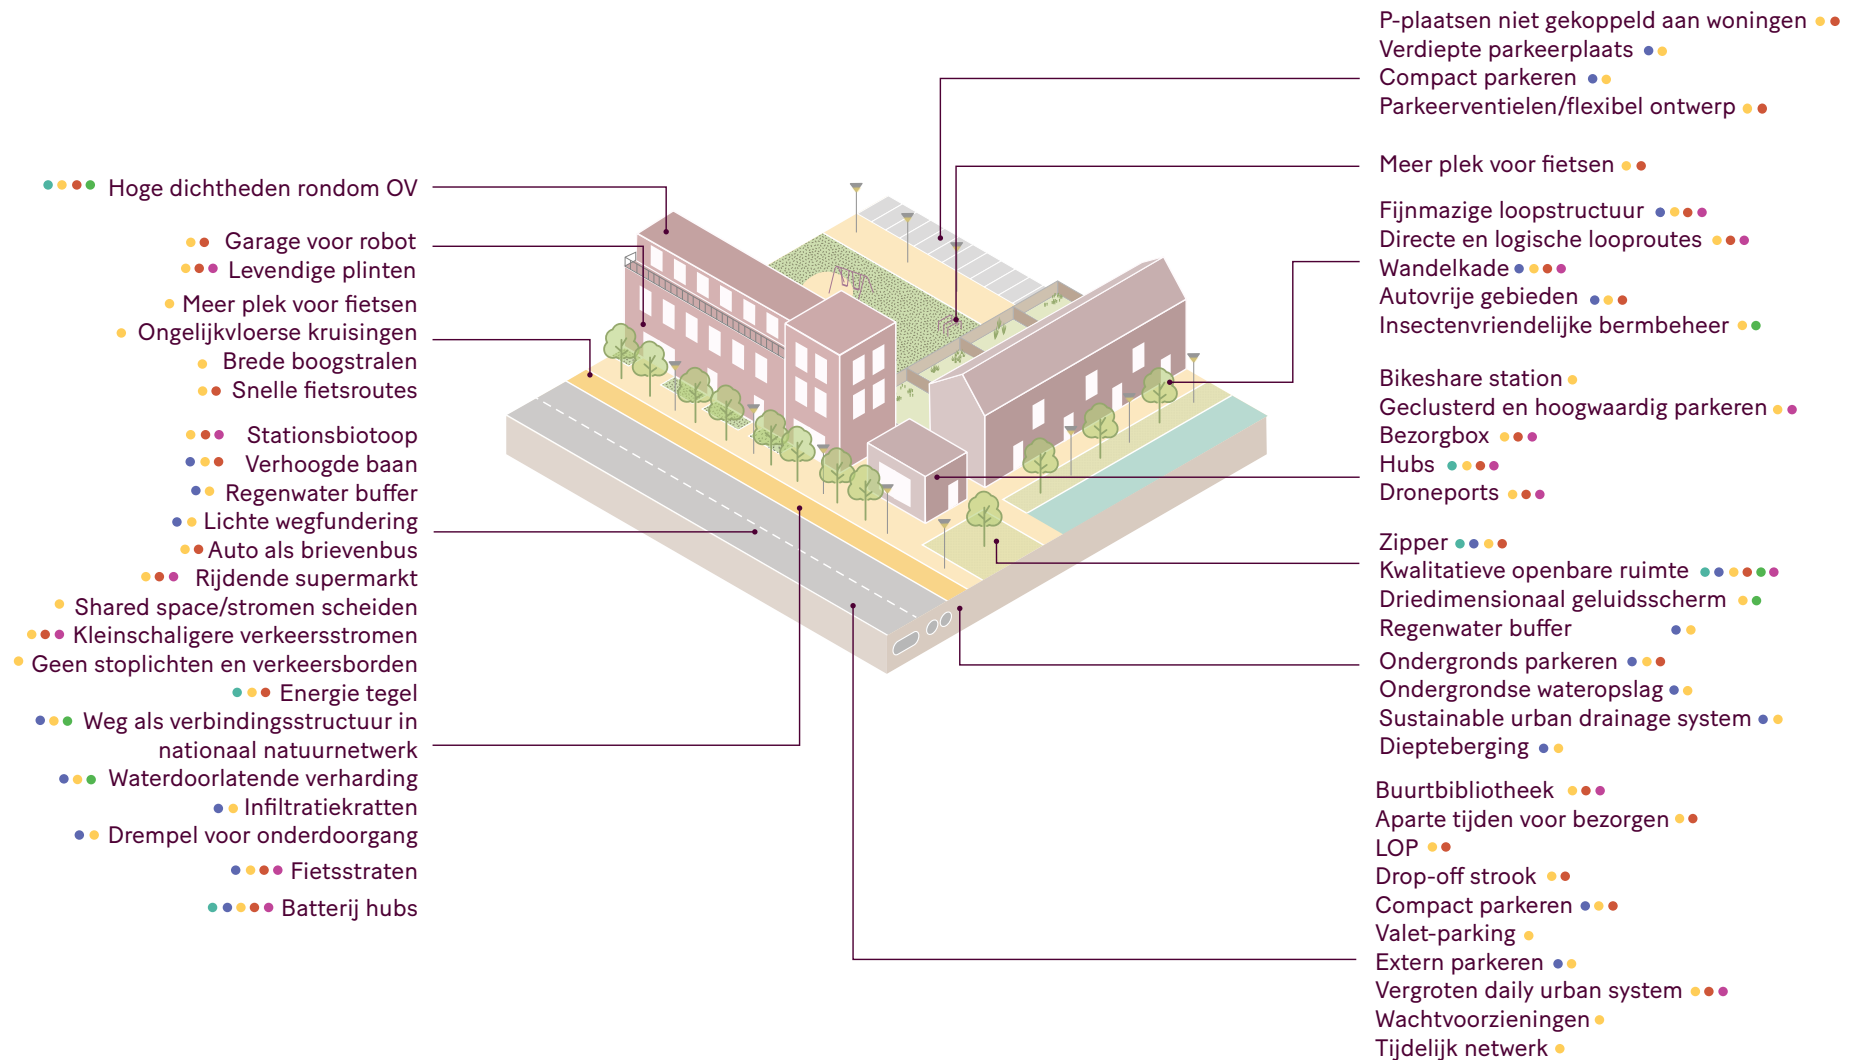 Hoge dichtheden rondom OV
Garage voor robot
Levendige plinten
Meer plek voor fietsen
Ongelijkvloerse kruisingen
Brede boogstralen
Snelle fietsroutes
Stationsbiotoop
Verhoogde baan
Regenwater buffer
Lichte wegfundering
Auto als brievenbus
Rijdende supermarkt
Shared space/stromen scheiden
Kleinschaligere verkeersstromen
Geen stoplichten en verkeersborden
Energie tegel
Weg als verbindingsstructuur in
nationaal natuurnetwerk
Waterdoorlatende verharding
Infiltratiekratten
Drempel voor onderdoorgang
Fietsstraten
Batterij hubs
P-plaatsen niet gekoppeld aan woningen
Verdiepte parkeerplaats
Compact parkeren
Parkeerventielen/flexibel ontwerp
Meer plek voor fietsen
Fijnmazige loopstructuur
Directe en logische looproutes
Wandelkade
Autovrije gebieden
Insectenvriendelijke bermbeheer
Bikeshare station
Geclusterd en hoogwaardig parkeren
Bezorgbox
Hubs
Droneports
Zipper
Kwalitatieve openbare ruimte
Driedimensionaal geluidsscherm
Regenwater buffer
Ondergronds parkeren
Ondergrondse wateropslag
Sustainable urban drainage system
Diepteberging
Buurtbibliotheek
Aparte tijden voor bezorgen
LOP
Drop-off strook
Compact parkeren
Valet-parking
Extern parkeren
Vergroten daily urban system
Wachtvoorzieningen
Tijdelijk netwerk